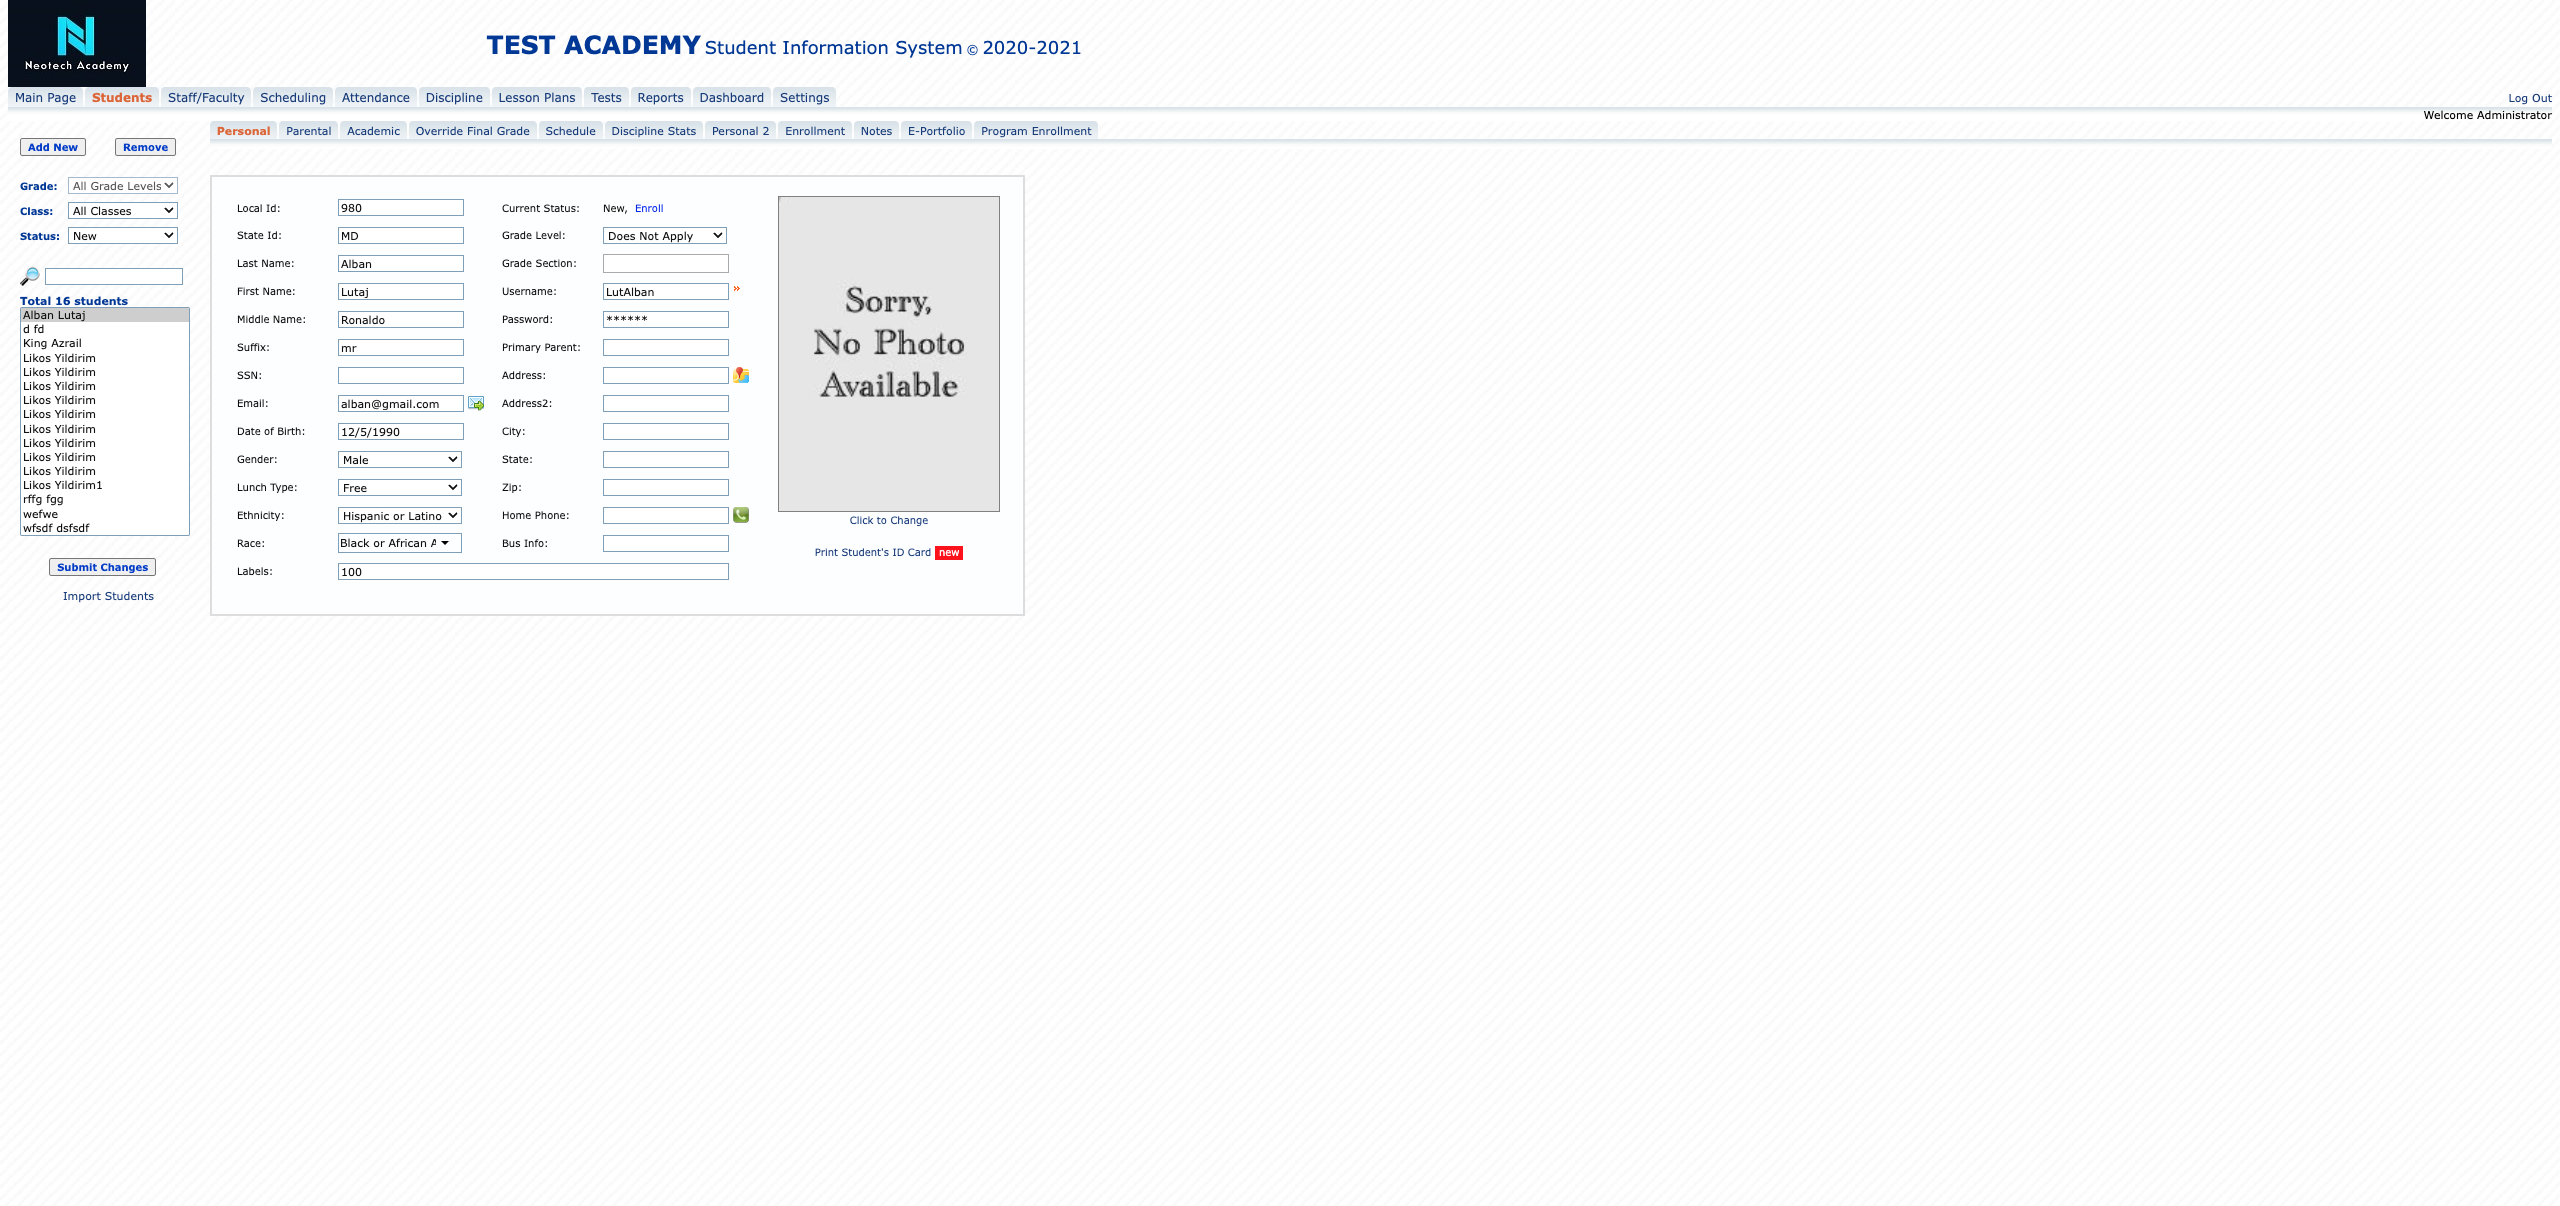 Neotech Academy
TEST ACADEMY Student Information System © 2020-2021
Main Page Students Staff/Faculty Scheduling Attendance Discipline Lesson Plans Tests Reports Dashboard Settings
Log Out
Welcome Administrator
Personal Parental Academic Override Final Grade Schedule Discipline Stats Personal 2 Enrollment Notes E-Portfolio Program Enrollment
Add New Remove
Grade: All Grade Levels
Class: All Classes
Status: New
Total 16 students
Alban Lutaj
d fd
King Azrail
Likos Yildirim
Likos Yildirim
Likos Yildirim
Likos Yildirim
Likos Yildirim
Likos Yildirim
Likos Yildirim
Likos Yildirim
Likos Yildirim
Likos Yildirim1
rffg fgg
wefwe
wfsdf dsfsdf
Submit Changes
Import Students
Local Id: 980
State Id: MD
Last Name: Alban
First Name: Lutaj
Middle Name: Ronaldo
Suffix: mr
SSN:
Email: alban@gmail.com
Date of Birth: 12/5/1990
Gender: Male
Lunch Type: Free
Ethnicity: Hispanic or Latino
Race: Black or African A
Labels: 100
Current Status: New, Enroll
Grade Level: Does Not Apply
Grade Section:
Username: LutAlban »
Password: ******
Primary Parent:
Address:
Address2:
City:
State:
Zip:
Home Phone:
Bus Info:
Sorry,
No Photo
Available
Click to Change
Print Student's ID Card new